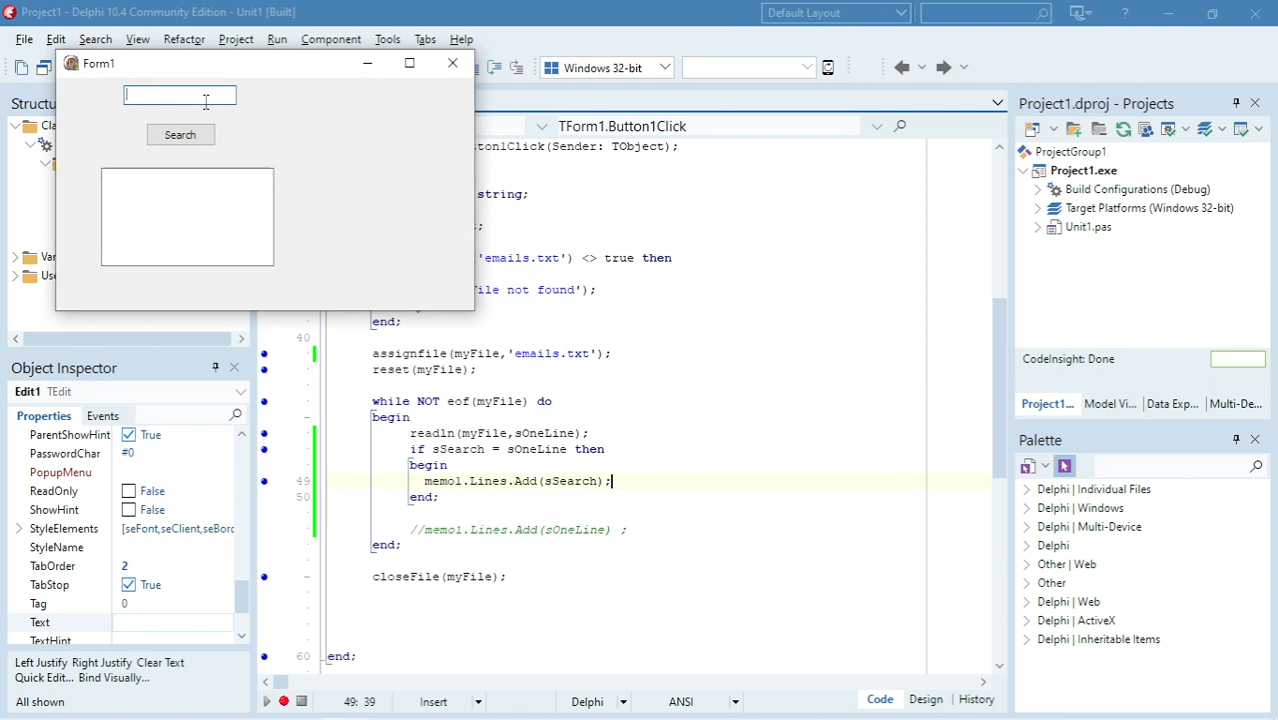 Project1 - Delphi 10.4 Community Edition - Unit1 [Built]
Default Layout
File Edit Search View Refactor Project Run Component Tools Tabs Help
Form1
Windows 32-bit
Search
TForm1.Button1Click
Button1Click(Sender: TObject);
string;
'emails.txt') <> true then
File not found');
end;
40
assignfile(myFile,'emails.txt');
reset(myFile);
while NOT eof(myFile) do
begin
readln(myFile,sOneLine);
if sSearch = sOneLine then
begin
49 memo1.Lines.Add(sSearch);
50 end;
//memo1.Lines.Add(sOneLine) ;
end;
closeFile(myFile);
60 end;
49: 39 Insert Delphi ANSI Code Design History
Object Inspector
Edit1 TEdit
Properties Events
ParentShowHint True
PasswordChar #0
PopupMenu
ReadOnly False
ShowHint False
StyleElements [seFont,seClient,seBord
StyleName
TabOrder 2
TabStop True
Tag 0
Text
TextHint
Left Justify Right Justify Clear Text
Quick Edit... Bind Visually...
All shown
Project1.dproj - Projects
ProjectGroup1
Project1.exe
Build Configurations (Debug)
Target Platforms (Windows 32-bit)
Unit1.pas
CodeInsight: Done
Project1... Model Vi... Data Exp... Multi-De...
Palette
Delphi | Individual Files
Delphi | Windows
Delphi | Multi-Device
Delphi
Other | Web
Other
Delphi | Web
Delphi | ActiveX
Delphi | Inheritable Items